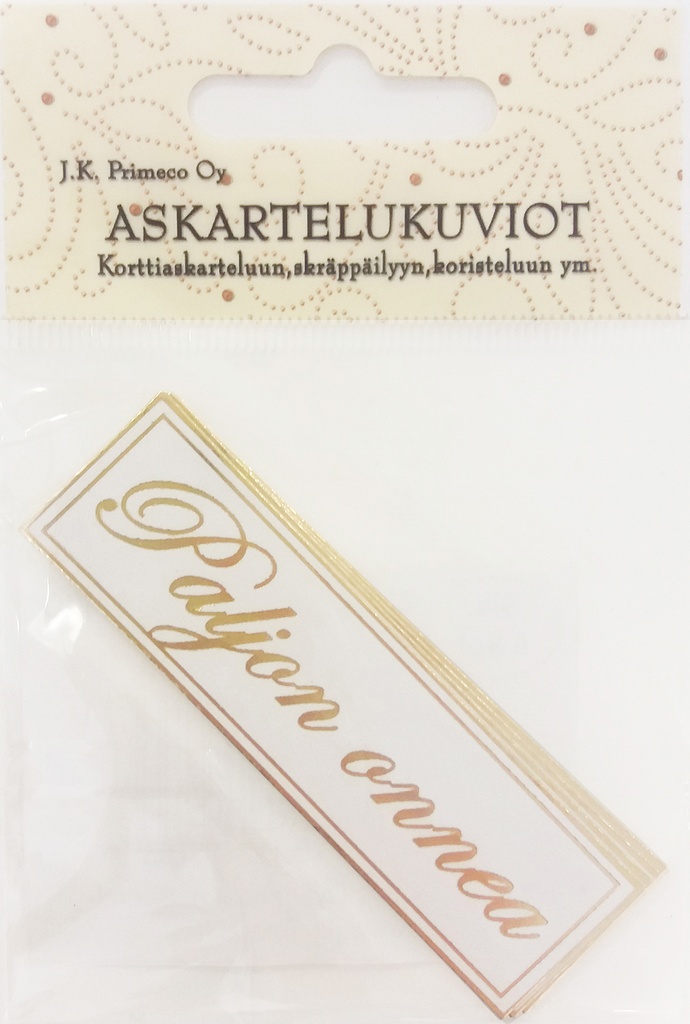 J.K. Primeco Oy
ASKARTELUKUVIOT
Korttiaskarteluun,skräppäilyyn,koristeluun ym.
Paljon onnea